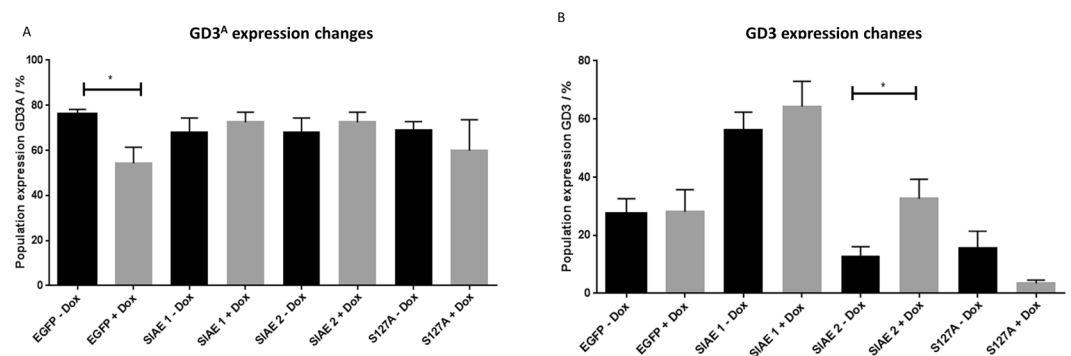 A
GD3A expression changes
Population expression GD3A / %
100
80
60
40
20
0
*
EGFP - Dox
EGFP + Dox
SIAE 1 - Dox
SIAE 1 + Dox
SIAE 2 - Dox
SIAE 2 + Dox
S127A - Dox
S127A + Dox
B
GD3 expression changes
Population expression GD3 / %
80
60
40
20
0
*
EGFP - Dox
EGFP + Dox
SIAE 1 - Dox
SIAE 1 + Dox
SIAE 2 - Dox
SIAE 2 + Dox
S127A - Dox
S127A + Dox